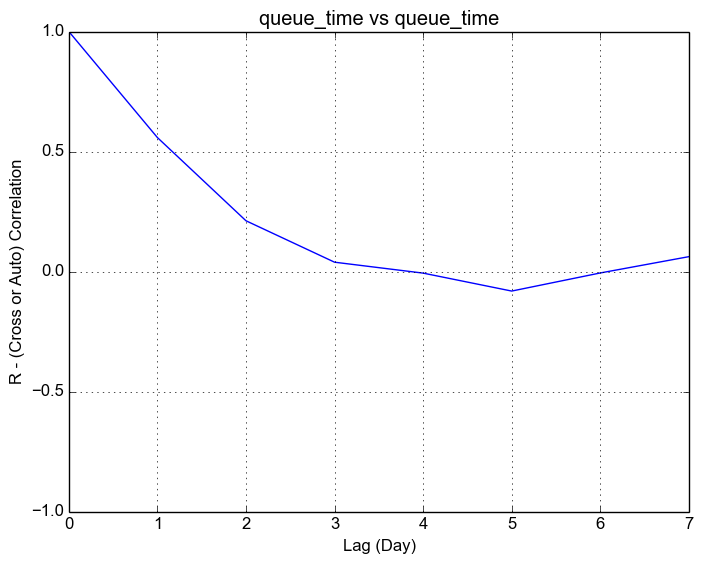 queue_time vs queue_time
1.0
0.5
0.0
−0.5
−1.0
R - (Cross or Auto) Correlation
0 1 2 3 4 5 6 7
Lag (Day)